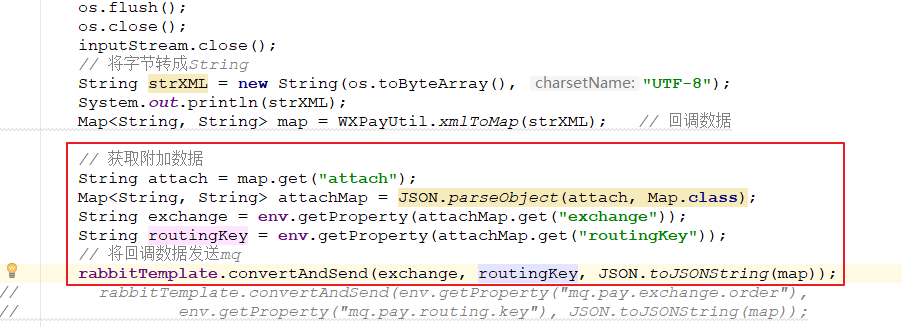 os.flush();
os.close();
inputStream.close();
// 将字节转成String
String strXML = new String(os.toByteArray(), charsetName: "UTF-8");
System.out.println(strXML);
Map<String, String> map = WXPayUtil.xmlToMap(strXML); // 回调数据
// 获取附加数据
String attach = map.get("attach");
Map<String, String> attachMap = JSON.parseObject(attach, Map.class);
String exchange = env.getProperty(attachMap.get("exchange"));
String routingKey = env.getProperty(attachMap.get("routingKey"));
// 将回调数据发送mq
rabbitTemplate.convertAndSend(exchange, routingKey, JSON.toJSONString(map));
// rabbitTemplate.convertAndSend(env.getProperty("mq.pay.exchange.order"),
// env.getProperty("mq.pay.routing.key"), JSON.toJSONString(map));